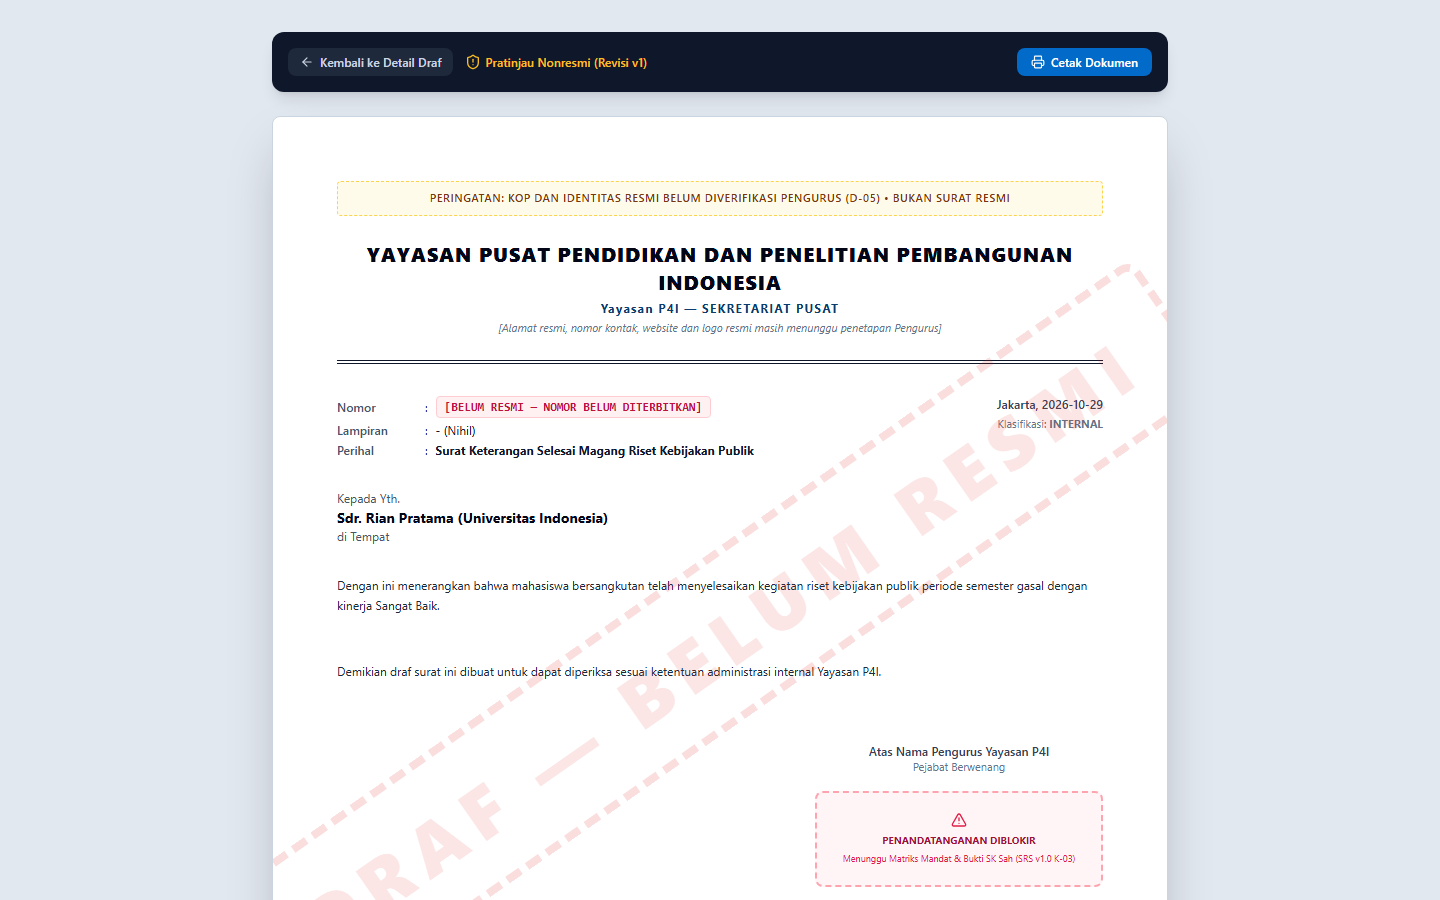 Kembali ke Detail Draf
Pratinjau Nonresmi (Revisi v1)
Cetak Dokumen
PERINGATAN: KOP DAN IDENTITAS RESMI BELUM DIVERIFIKASI PENGURUS (D-05) • BUKAN SURAT RESMI
YAYASAN PUSAT PENDIDIKAN DAN PENELITIAN PEMBANGUNAN
INDONESIA
Yayasan P4I — SEKRETARIAT PUSAT
[Alamat resmi, nomor kontak, website dan logo resmi masih menunggu penetapan Pengurus]
Nomor : [BELUM RESMI — NOMOR BELUM DITERBITKAN]
Lampiran : - (Nihil)
Perihal : Surat Keterangan Selesai Magang Riset Kebijakan Publik
Jakarta, 2026-10-29
Klasifikasi: INTERNAL
Kepada Yth.
Sdr. Rian Pratama (Universitas Indonesia)
di Tempat
Dengan ini menerangkan bahwa mahasiswa bersangkutan telah menyelesaikan kegiatan riset kebijakan publik periode semester gasal dengan
kinerja Sangat Baik.
Demikian draf surat ini dibuat untuk dapat diperiksa sesuai ketentuan administrasi internal Yayasan P4I.
Atas Nama Pengurus Yayasan P4I
Pejabat Berwenang
PENANDATANGANAN DIBLOKIR
Menunggu Matriks Mandat & Bukti SK Sah (SRS v1.0 K-03)
DRAF — BELUM RESMI